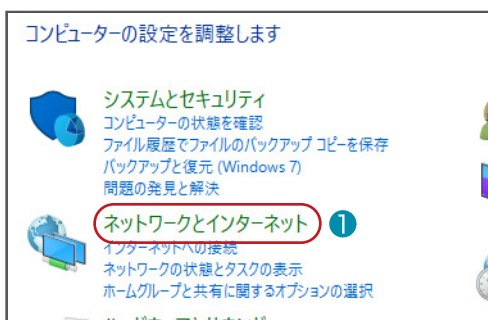 コンピューターの設定を調整します
システムとセキュリティ
コンピューターの状態を確認
ファイル履歴でファイルのバックアップ コピーを保存
バックアップと復元 (Windows 7)
問題の発見と解決
ネットワークとインターネット 1
インターネットへの接続
ネットワークの状態とタスクの表示
ホームグループと共有に関するオプションの選択